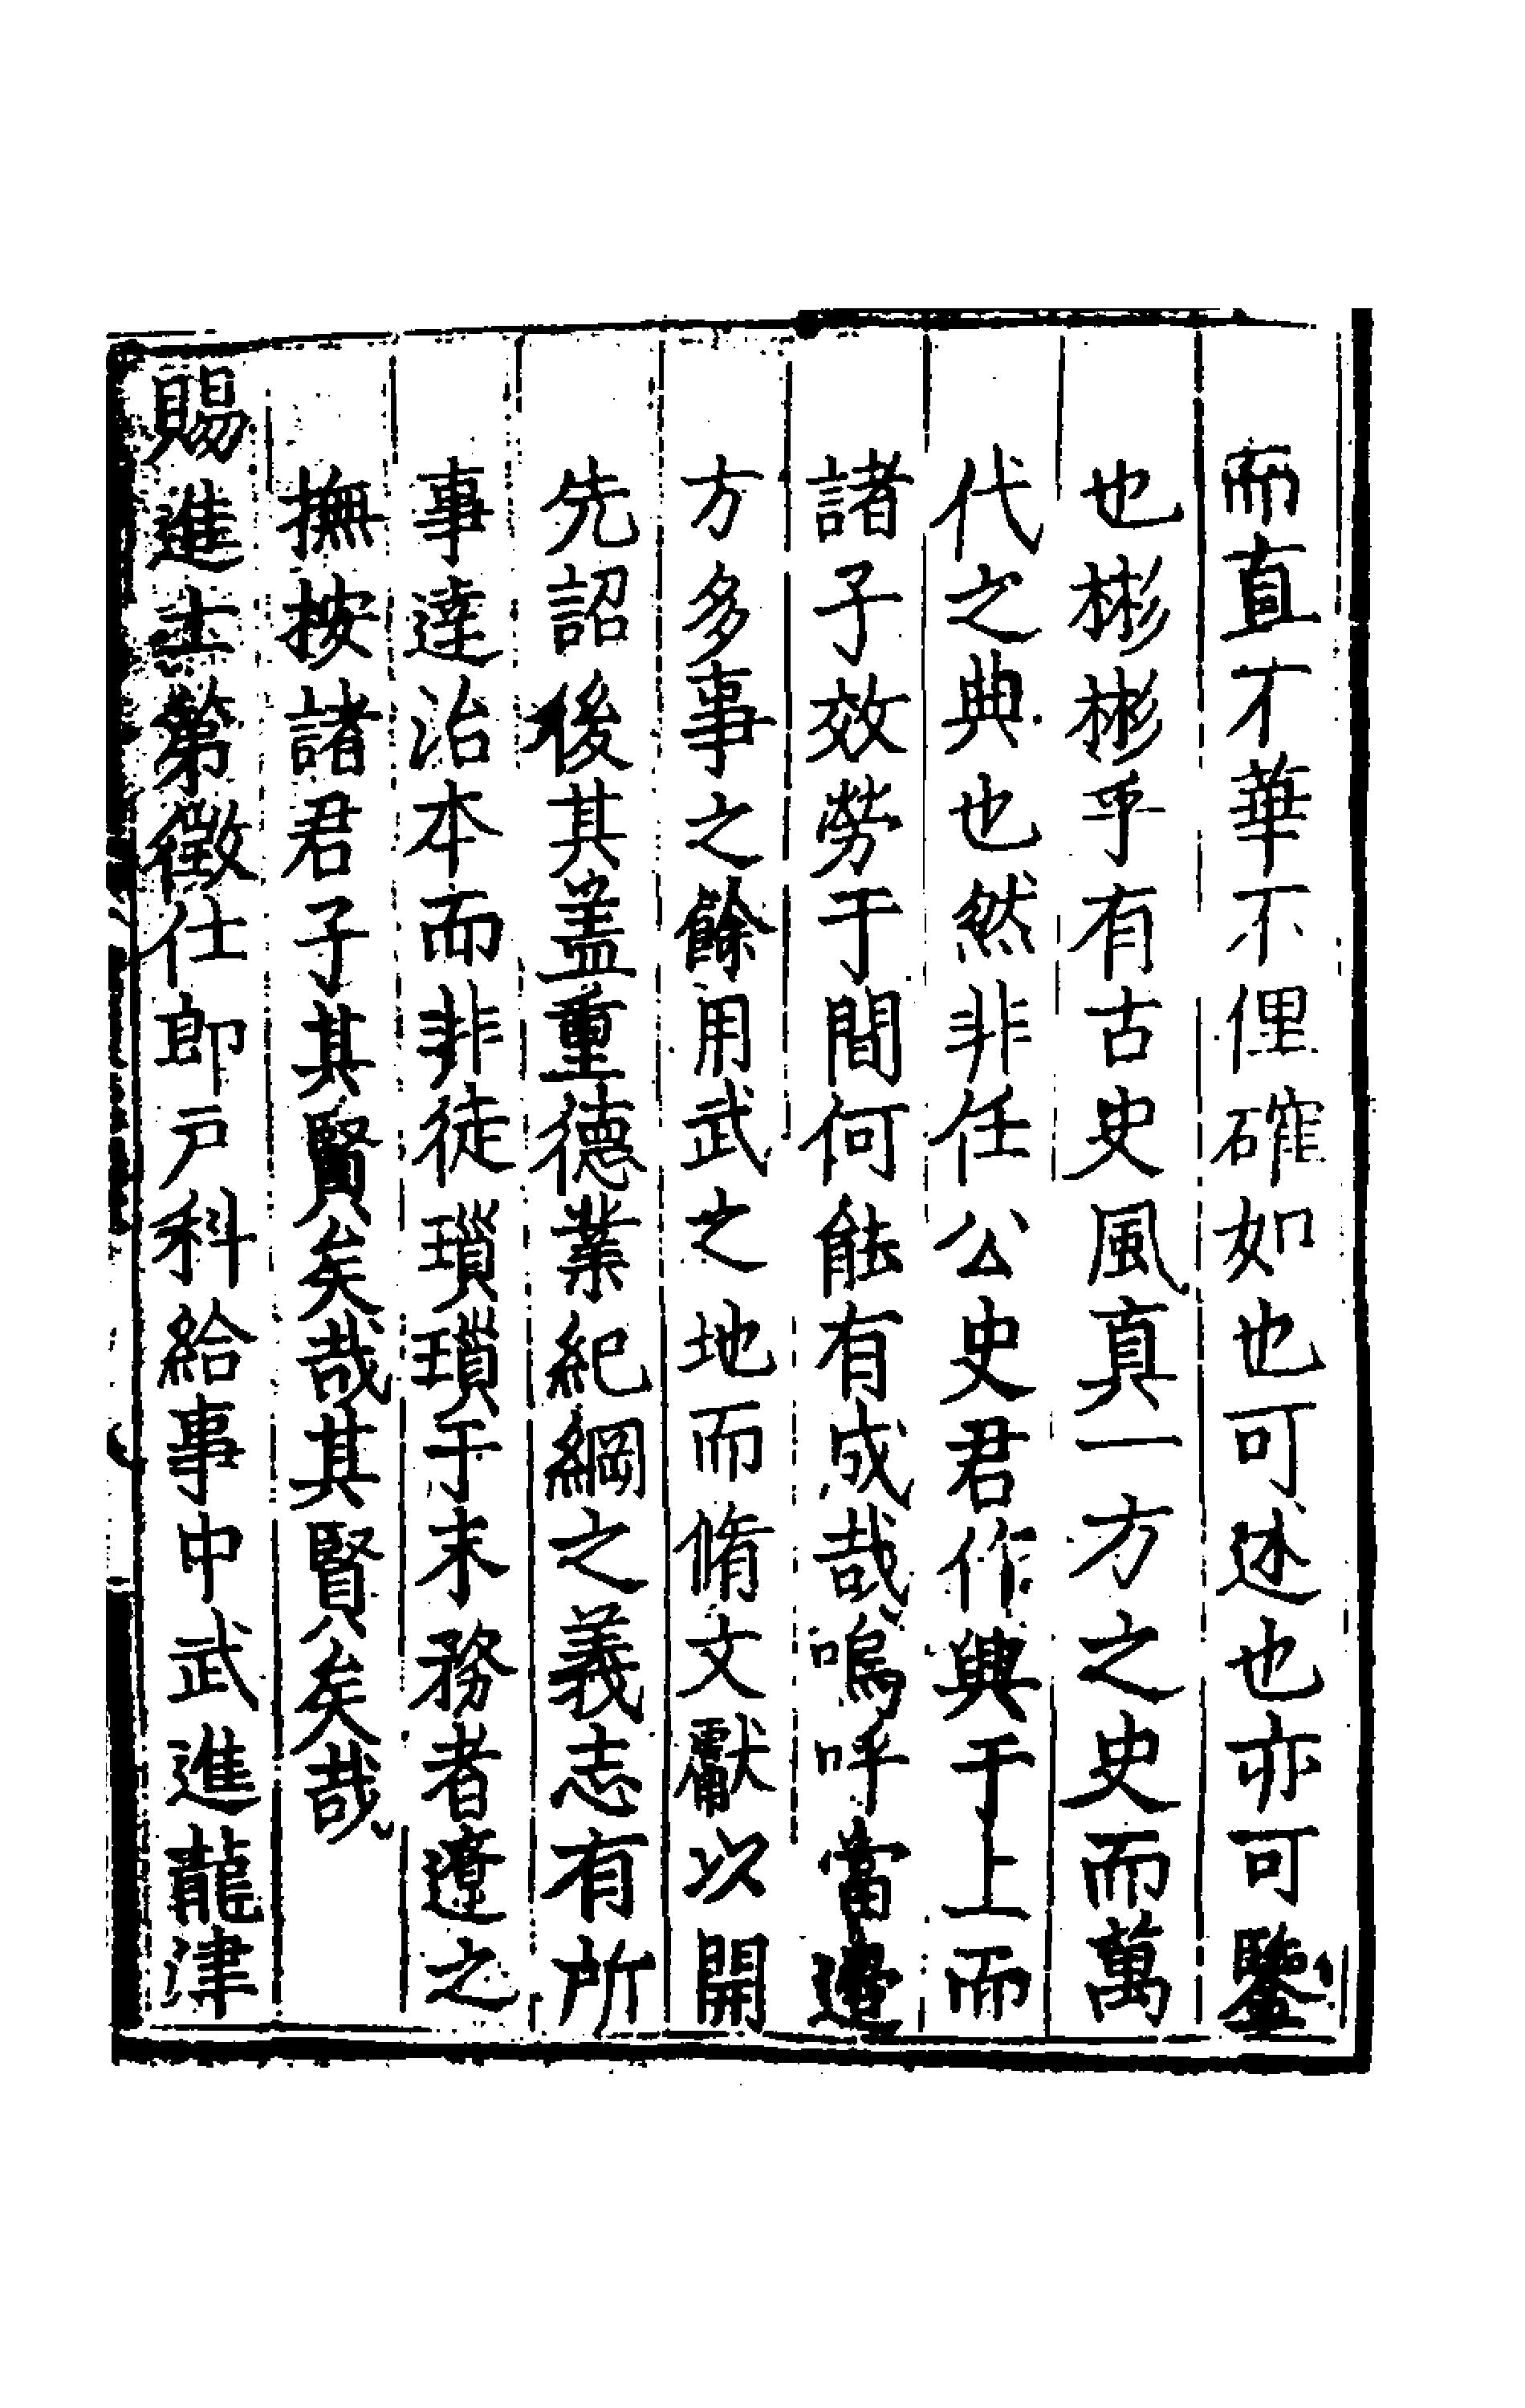 而直才華不俚確如也可述也亦可鑒
也彬彬乎有古史風真一方之史而萬
代之典也然非任公史君作興于上而
諸子效勞于間何能有成哉嗚呼當邊
方多事之餘用武之地而脩文獻以開
先詔後其盖重德業紀綱之義志有所
事達治本而非徒瑣瑣于末務者遼之
撫按諸君子其賢矣哉其賢矣哉
賜進士第徵仕郎户科給事中武進龍津